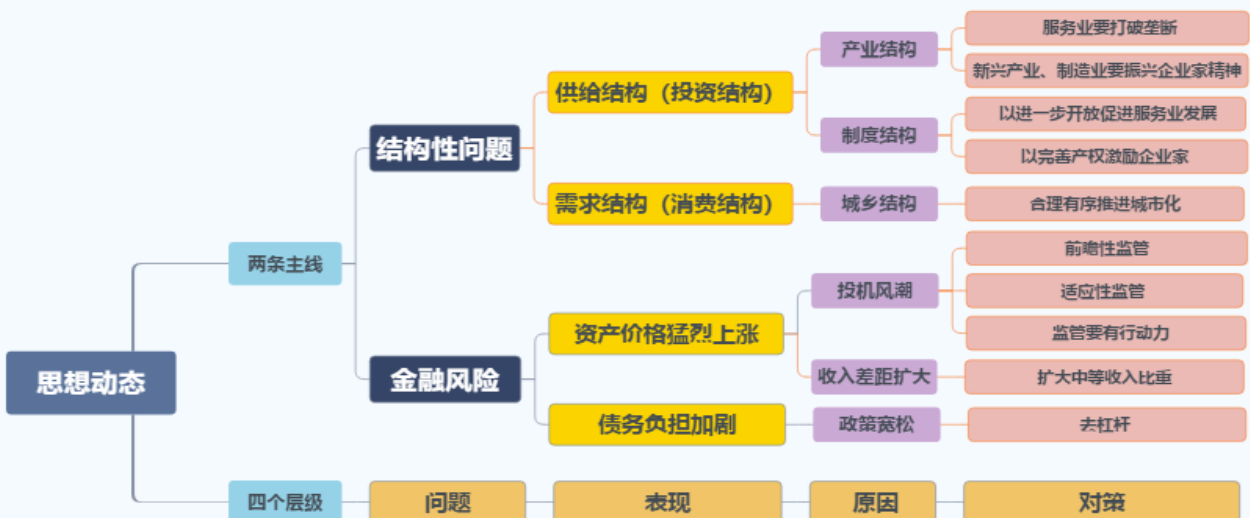 思想动态
两条主线
结构性问题
供给结构（投资结构）
产业结构
服务业要打破垄断
新兴产业、制造业要振兴企业家精神
制度结构
以进一步开放促进服务业发展
以完善产权激励企业家
需求结构（消费结构）
城乡结构
合理有序推进城市化
金融风险
资产价格猛烈上涨
投机风潮
前瞻性监管
适应性监管
监管要有行动力
收入差距扩大
扩大中等收入比重
债务负担加剧
政策宽松
去杠杆
四个层级
问题
表现
原因
对策